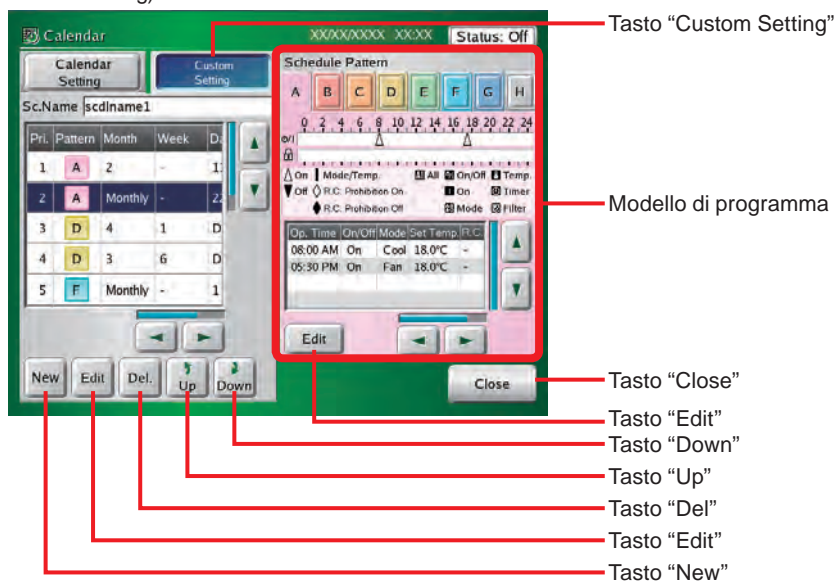 Calendar XX/XX/XXXX XX:XX Status: Off
Tasto “Custom Setting”
Calendar Setting
Custom Setting
Sc.Name scdlname1
Pri. Pattern Month Week Da
1 A 2 -
2 A Monthly - 22
3 D 4 1 D
4 D 3 6 D
5 F Monthly - 1
New Edit Del. Up Down
Schedule Pattern
A B C D E F G H
0 2 4 6 8 10 12 14 16 18 20 22 24
On Mode/Temp. All On/Off Temp.
Off R.C. Prohibition On On Timer
R.C. Prohibition Off Mode Filter
Op. Time On/Off Mode Set Temp. R.C.
08:00 AM On Cool 18.0°C -
05:30 PM On Fan 18.0°C -
Edit
Close
Modello di programma
Tasto “Close”
Tasto “Edit”
Tasto “Down”
Tasto “Up”
Tasto “Del”
Tasto “Edit”
Tasto “New”